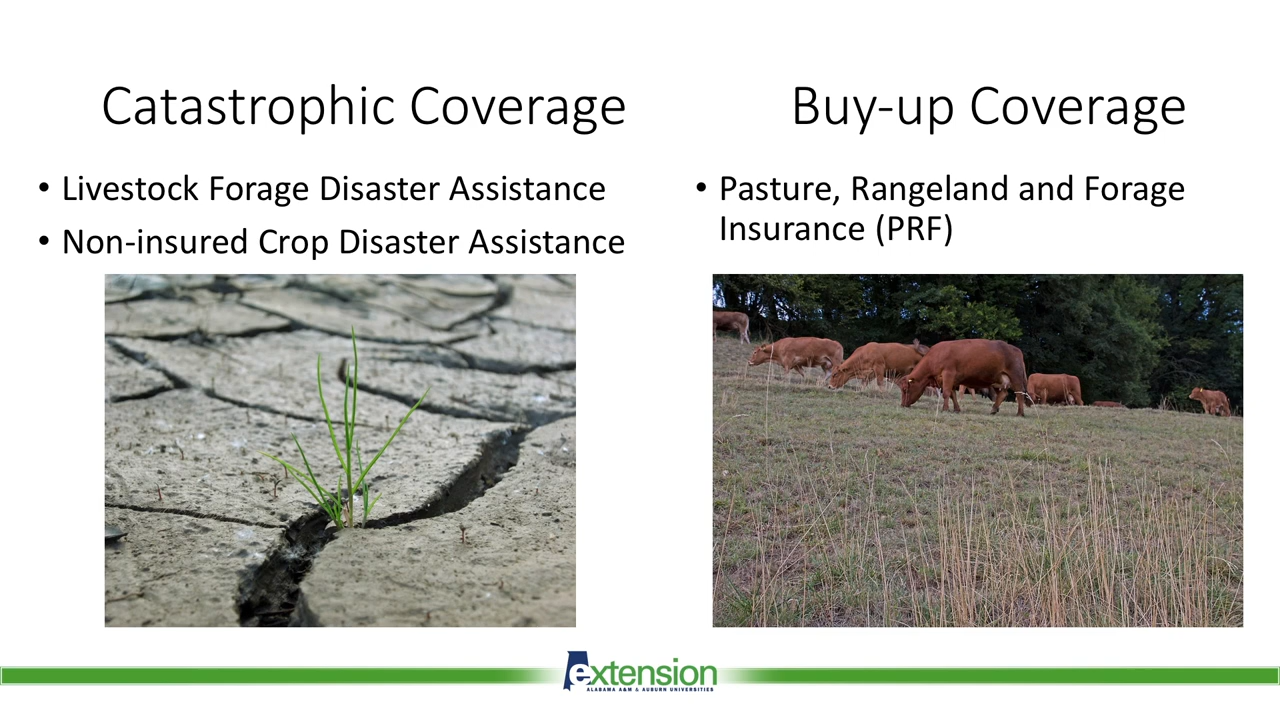 Catastrophic Coverage
• Livestock Forage Disaster Assistance
• Non-insured Crop Disaster Assistance
Buy-up Coverage
• Pasture, Rangeland and Forage
Insurance (PRF)
extension
ALABAMA A&M & AUBURN UNIVERSITIES